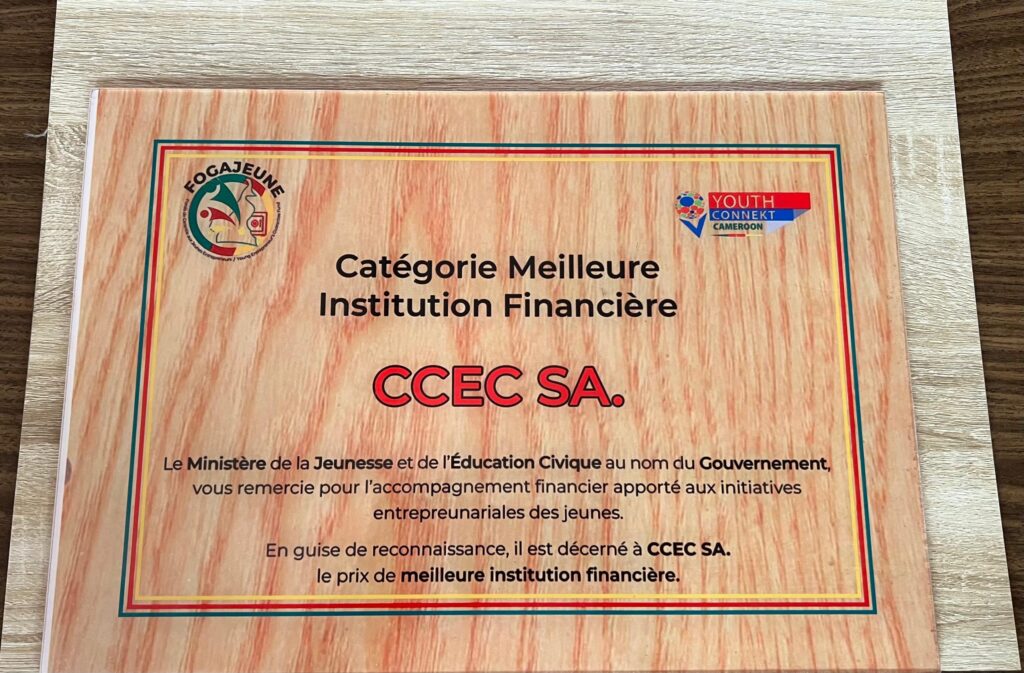 FOGAJEUNE
YOUTH
CONNEKT
CAMEROON
Catégorie Meilleure
Institution Financière
CCEC SA.
Le Ministère de la Jeunesse et de l'Éducation Civique au nom du Gouvernement,
vous remercie pour l'accompagnement financier apporté aux initiatives
entrepreunariales des jeunes.
En guise de reconnaissance, il est décerné à CCEC SA.
le prix de meilleure institution financière.